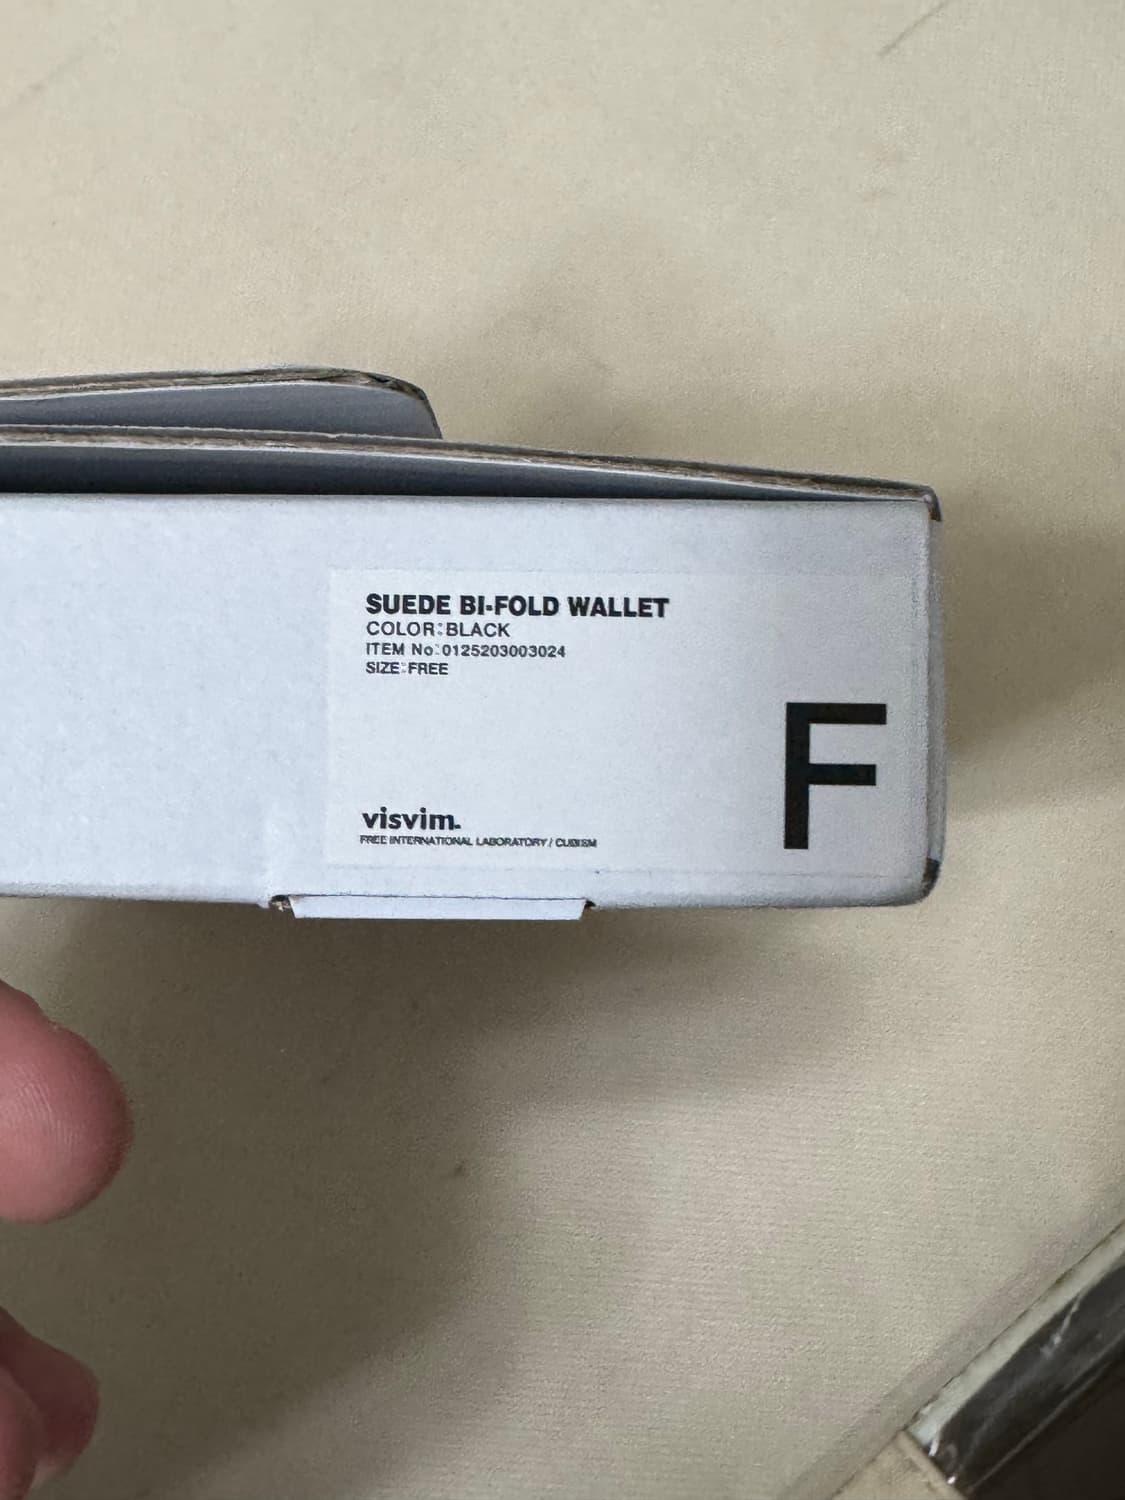 SUEDE BI-FOLD WALLET
COLOR:BLACK
ITEM No:0125203003024
SIZE:FREE
F
visvim.
FREE INTERNATIONAL LABORATORY / CUBISM